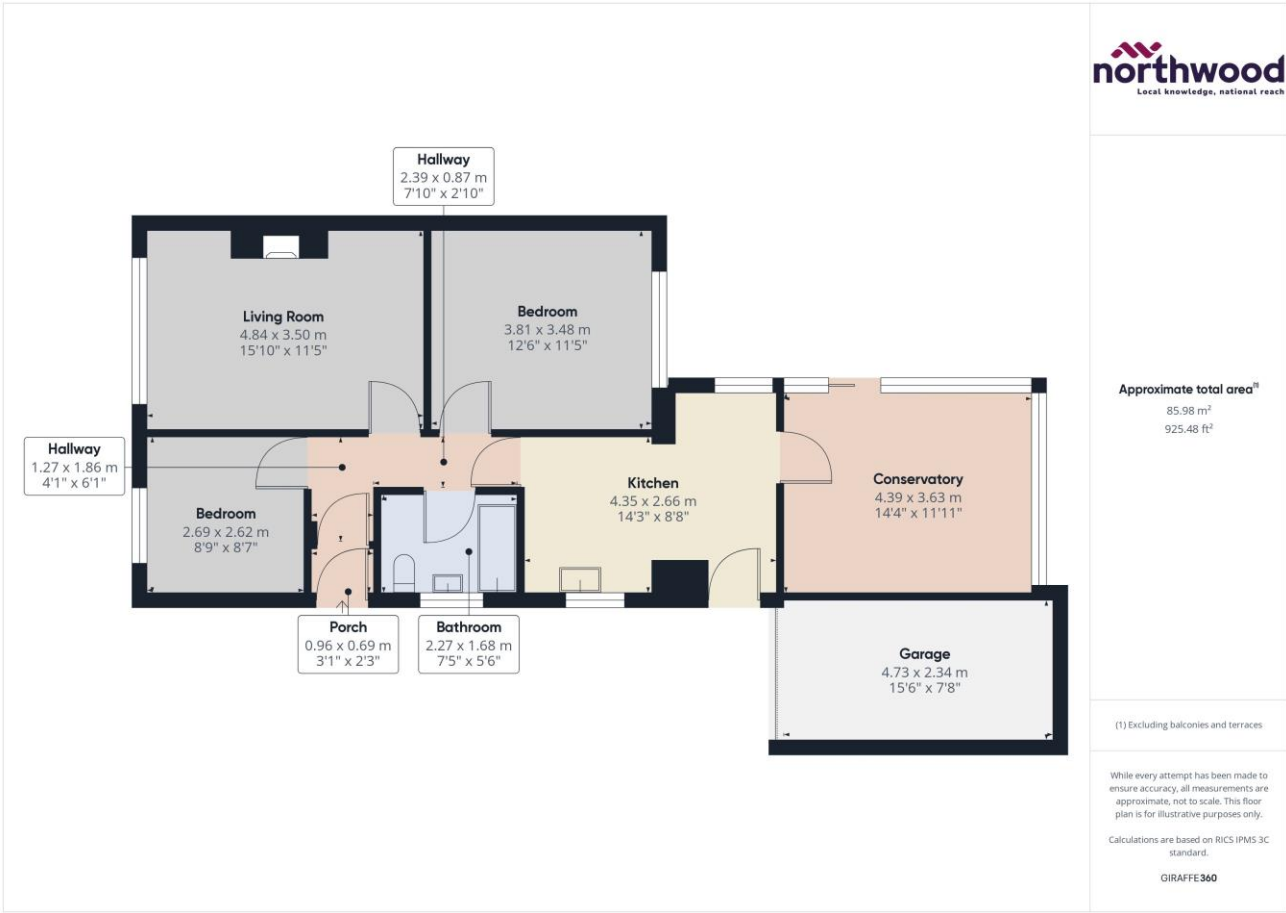 northwood
Local knowledge, national reach
Hallway
2.39 x 0.87 m
7'10" x 2'10"
Living Room
4.84 x 3.50 m
15'10" x 11'5"
Bedroom
3.81 x 3.48 m
12'6" x 11'5"
Hallway
1.27 x 1.86 m
4'1" x 6'1"
Bedroom
2.69 x 2.62 m
8'9" x 8'7"
Kitchen
4.35 x 2.66 m
14'3" x 8'8"
Conservatory
4.39 x 3.63 m
14'4" x 11'11"
Porch
0.96 x 0.69 m
3'1" x 2'3"
Bathroom
2.27 x 1.68 m
7'5" x 5'6"
Garage
4.73 x 2.34 m
15'6" x 7'8"
Approximate total area⁽¹⁾
85.98 m²
925.48 ft²
(1) Excluding balconies and terraces
While every attempt has been made to
ensure accuracy, all measurements are
approximate, not to scale. This floor
plan is for illustrative purposes only.
Calculations are based on RICS IPMS 3C
standard.
GIRAFFE360